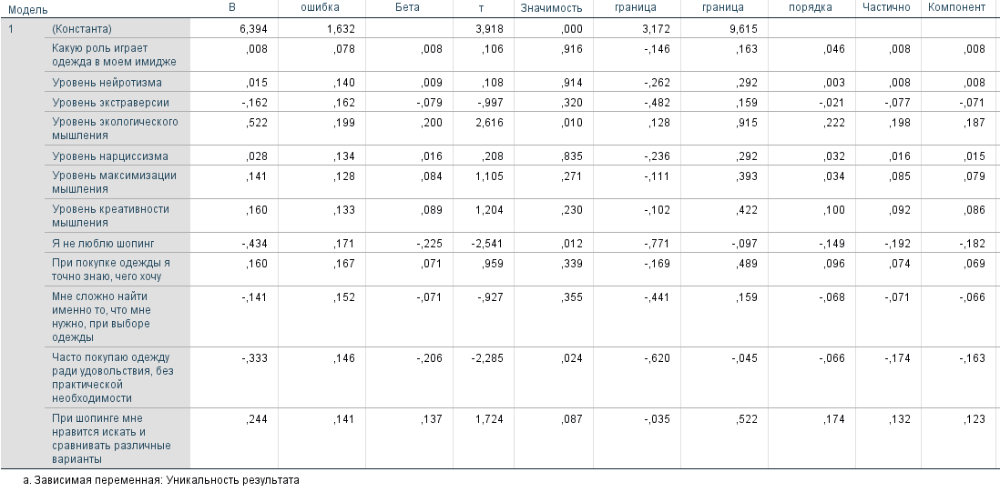 Модель B ошибка Бета т Значимость граница граница порядка Частично Компонент
1 (Константа) 6,394 1,632 3,918 ,000 3,172 9,615
Какую роль играет
одежда в моем имидже ,008 ,078 ,008 ,106 ,916 -,146 ,163 ,046 ,008 ,008
Уровень нейротизма ,015 ,140 ,009 ,108 ,914 -,262 ,292 ,003 ,008 ,008
Уровень экстраверсии -,162 ,162 -,079 -,997 ,320 -,482 ,159 -,021 -,077 -,071
Уровень экологического
мышления ,522 ,199 ,200 2,616 ,010 ,128 ,915 ,222 ,198 ,187
Уровень нарциссизма ,028 ,134 ,016 ,208 ,835 -,236 ,292 ,032 ,016 ,015
Уровень максимизации
мышления ,141 ,128 ,084 1,105 ,271 -,111 ,393 ,034 ,085 ,079
Уровень креативности
мышления ,160 ,133 ,089 1,204 ,230 -,102 ,422 ,100 ,092 ,086
Я не люблю шопинг -,434 ,171 -,225 -2,541 ,012 -,771 -,097 -,149 -,192 -,182
При покупке одежды я
точно знаю, чего хочу ,160 ,167 ,071 ,959 ,339 -,169 ,489 ,096 ,074 ,069
Мне сложно найти
именно то, что мне
нужно, при выборе
одежды -,141 ,152 -,071 -,927 ,355 -,441 ,159 -,068 -,071 -,066
Часто покупаю одежду
ради удовольствия, без
практической
необходимости -,333 ,146 -,206 -2,285 ,024 -,620 -,045 -,066 -,174 -,163
При шопинге мне
нравится искать и
сравнивать различные
варианты ,244 ,141 ,137 1,724 ,087 -,035 ,522 ,174 ,132 ,123
a. Зависимая переменная: Уникальность результата